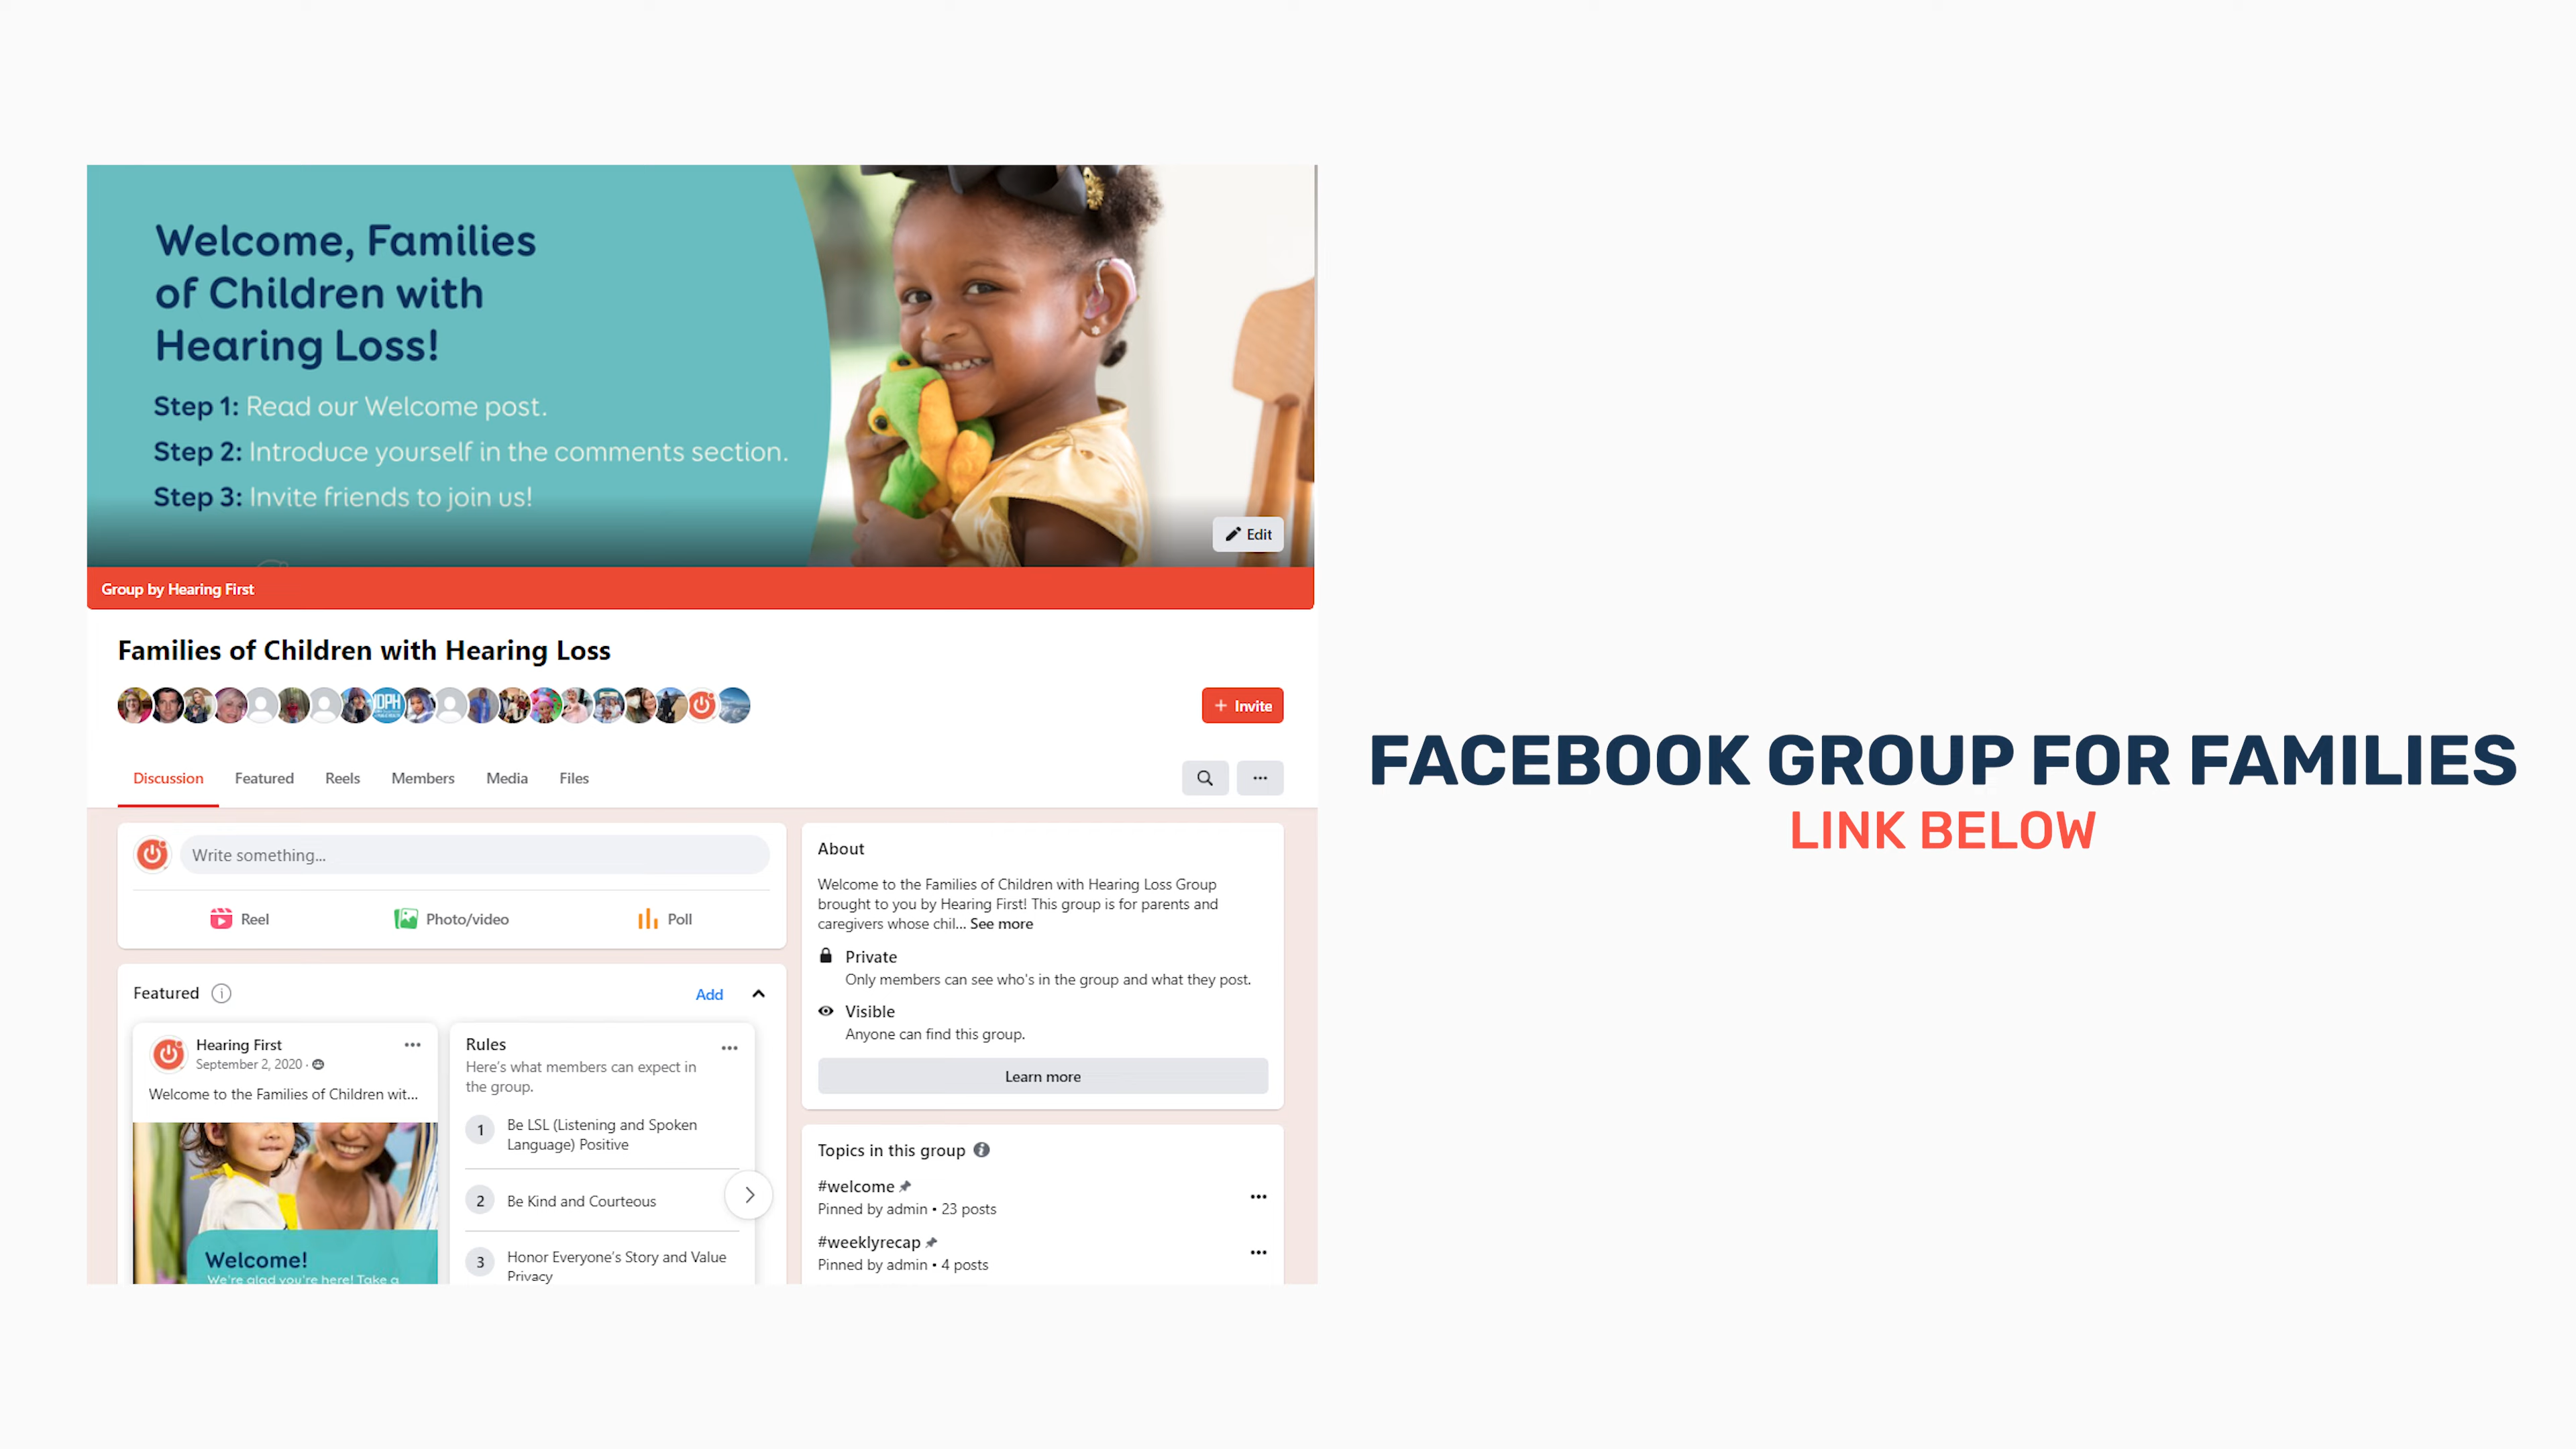 Welcome, Families
of Children with
Hearing Loss!
Step 1: Read our Welcome post.
Step 2: Introduce yourself in the comments section.
Step 3: Invite friends to join us!
Edit
Group by Hearing First
Families of Children with Hearing Loss
IDPH
+ Invite
Discussion Featured Reels Members Media Files
Write something...
Reel Photo/video Poll
Featured Add
Hearing First
September 2, 2020
Welcome to the Families of Children wit...
Welcome!
We're glad you're here! Take a
Rules
Here's what members can expect in
the group.
1 Be LSL (Listening and Spoken
Language) Positive
2 Be Kind and Courteous
3 Honor Everyone's Story and Value
Privacy
About
Welcome to the Families of Children with Hearing Loss Group
brought to you by Hearing First! This group is for parents and
caregivers whose chil... See more
Private
Only members can see who's in the group and what they post.
Visible
Anyone can find this group.
Learn more
Topics in this group
#welcome
Pinned by admin • 23 posts
#weeklyrecap
Pinned by admin • 4 posts
FACEBOOK GROUP FOR FAMILIES
LINK BELOW